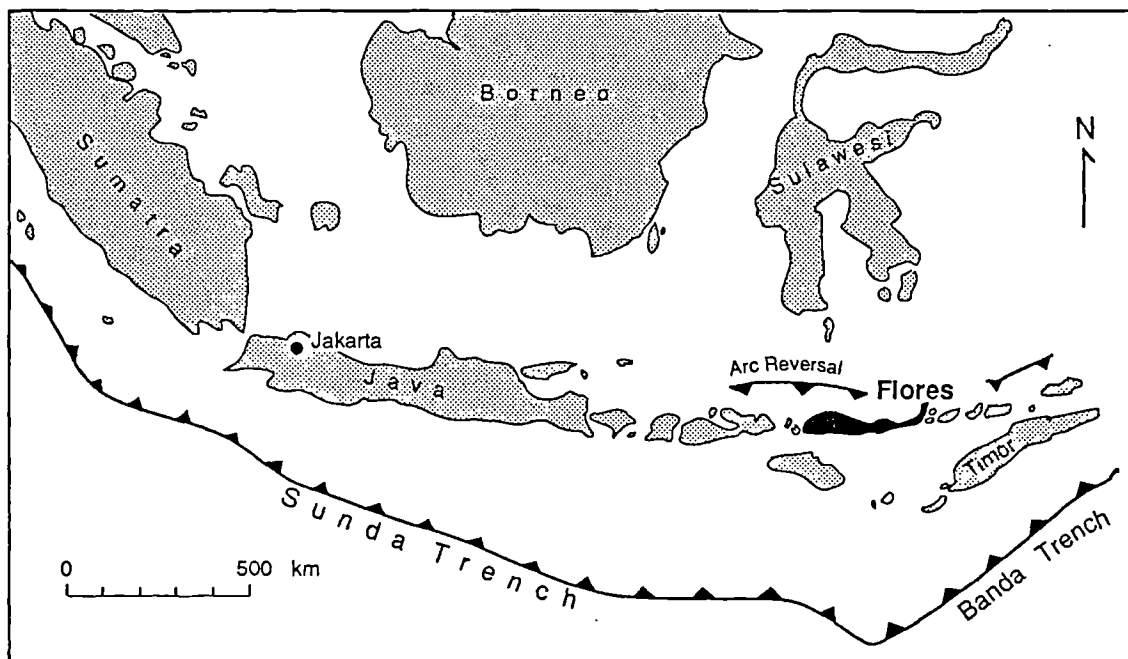 Borneo
Sumatra
Sulawesi
N
Jakarta
Java
Arc Reversal
Flores
Timor
Sunda Trench
Banda Trench
0 500 km